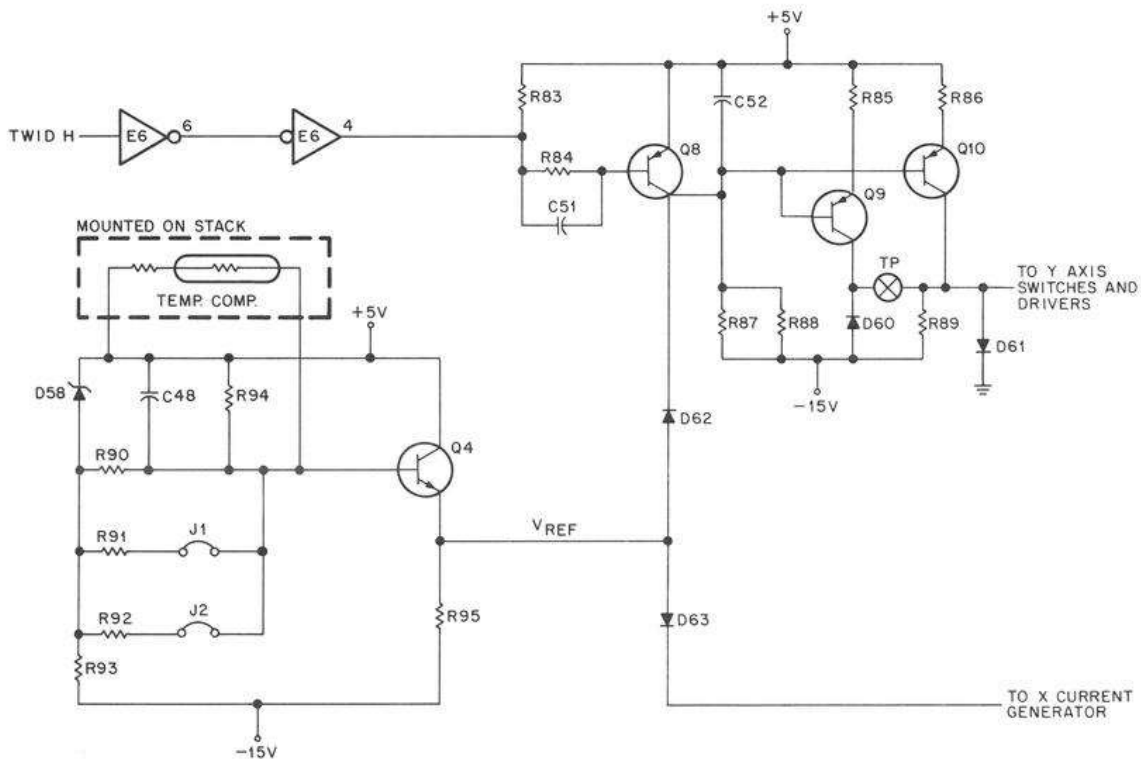 +5V
R83
C52
R85
R86
TWID H
E6
6
E6
4
R84
Q8
Q10
C51
Q9
MOUNTED ON STACK
TEMP. COMP.
TP
TO Y AXIS
SWITCHES AND
DRIVERS
+5V
R87
R88
D60
R89
D61
D58
C48
R94
-15V
D62
R90
Q4
VREF
R91
J1
R92
J2
R95
D63
R93
TO X CURRENT
GENERATOR
-15V